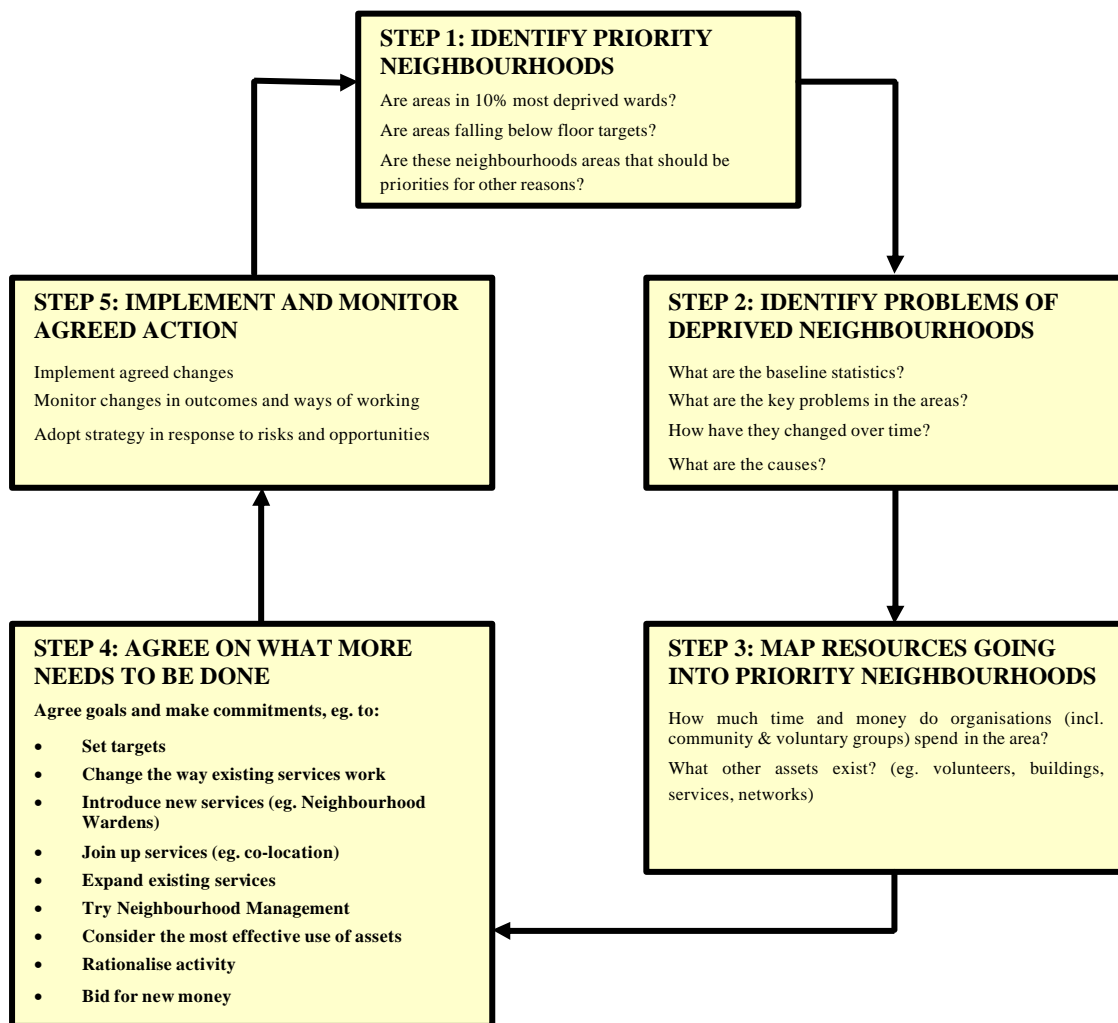 STEP 1: IDENTIFY PRIORITY
NEIGHBOURHOODS
Are areas in 10% most deprived wards?
Are areas falling below floor targets?
Are these neighbourhoods areas that should be
priorities for other reasons?
STEP 2: IDENTIFY PROBLEMS OF
DEPRIVED NEIGHBOURHOODS
What are the baseline statistics?
What are the key problems in the areas?
How have they changed over time?
What are the causes?
STEP 3: MAP RESOURCES GOING
INTO PRIORITY NEIGHBOURHOODS
How much time and money do organisations (incl.
community & voluntary groups) spend in the area?
What other assets exist? (eg. volunteers, buildings,
services, networks)
STEP 4: AGREE ON WHAT MORE
NEEDS TO BE DONE
Agree goals and make commitments, eg. to:
• Set targets
• Change the way existing services work
• Introduce new services (eg. Neighbourhood
Wardens)
• Join up services (eg. co-location)
• Expand existing services
• Try Neighbourhood Management
• Consider the most effective use of assets
• Rationalise activity
• Bid for new money
STEP 5: IMPLEMENT AND MONITOR
AGREED ACTION
Implement agreed changes
Monitor changes in outcomes and ways of working
Adopt strategy in response to risks and opportunities